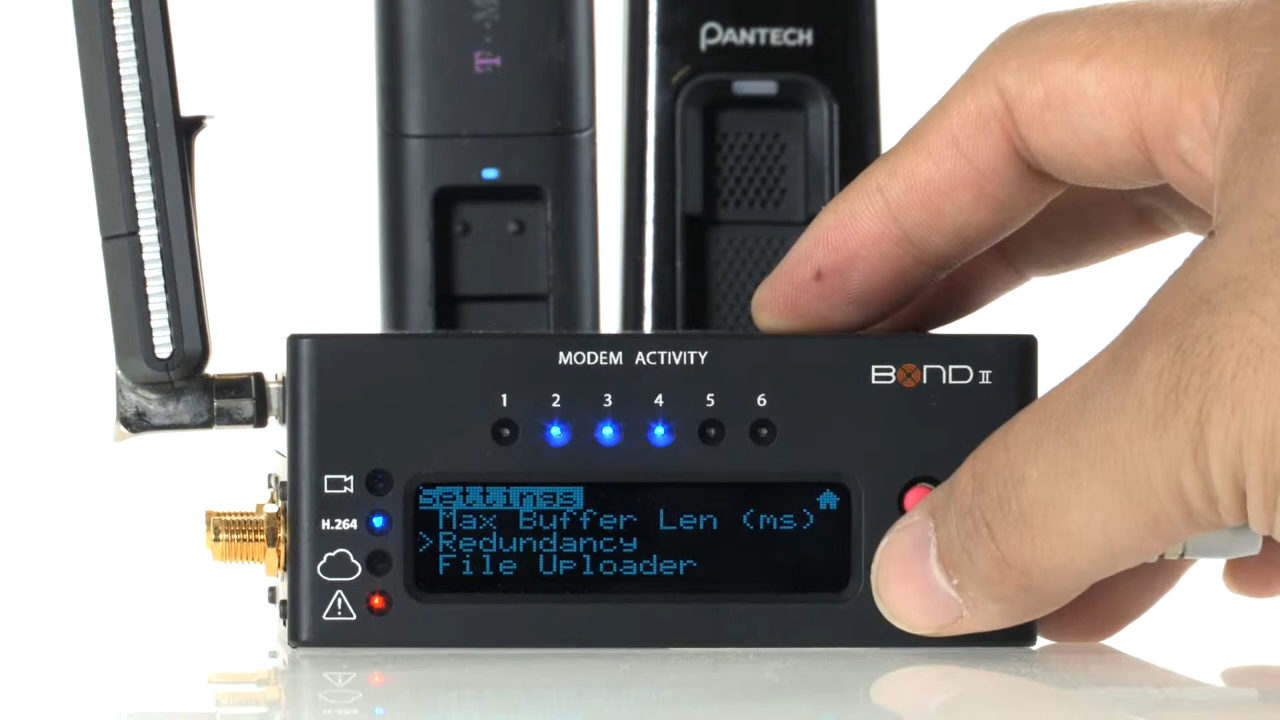 T··M
PANTECH
MODEM ACTIVITY
BOND II
1 2 3 4 5 6
H.264
Settings
Max Buffer Len (ms)
>Redundancy
File Uploader